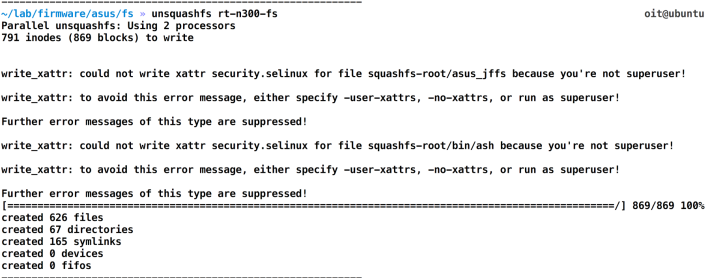 ~/lab/firmware/asus/fs » unsquashfs rt-n300-fs oit@ubuntu
Parallel unsquashfs: Using 2 processors
791 inodes (869 blocks) to write
write_xattr: could not write xattr security.selinux for file squashfs-root/asus_jffs because you're not superuser!
write_xattr: to avoid this error message, either specify -user-xattrs, -no-xattrs, or run as superuser!
Further error messages of this type are suppressed!
write_xattr: could not write xattr security.selinux for file squashfs-root/bin/ash because you're not superuser!
write_xattr: to avoid this error message, either specify -user-xattrs, -no-xattrs, or run as superuser!
Further error messages of this type are suppressed!
[=====================================================================================================/] 869/869 100%
created 626 files
created 67 directories
created 165 symlinks
created 0 devices
created 0 fifos